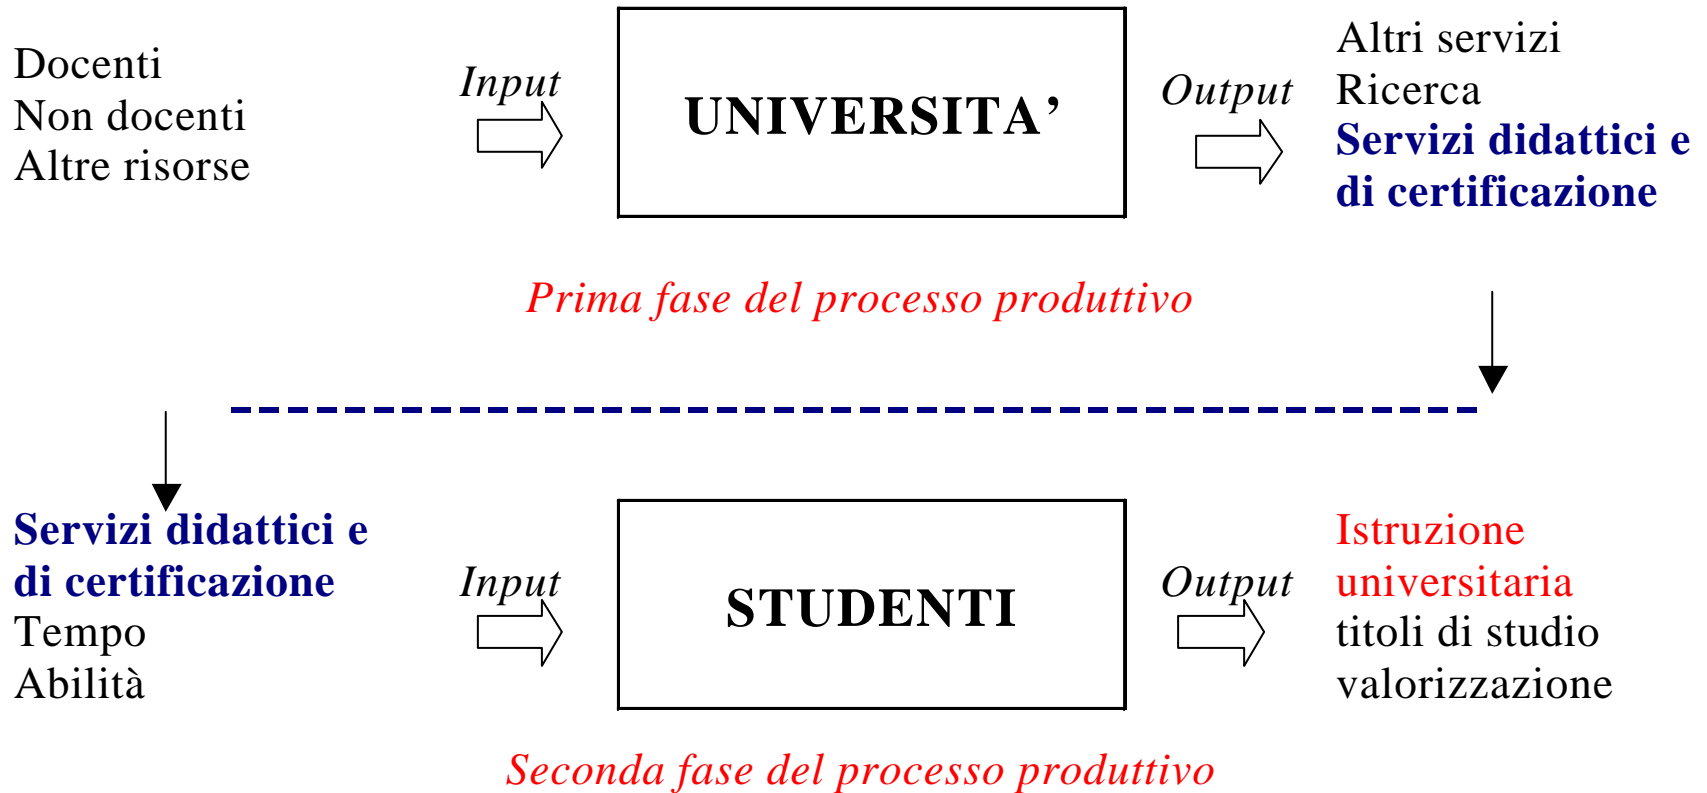 Docenti
Non docenti
Altre risorse
Input
UNIVERSITA’
Output
Altri servizi
Ricerca
Servizi didattici e
di certificazione
Prima fase del processo produttivo
Servizi didattici e
di certificazione
Tempo
Abilità
Input
STUDENTI
Output
Istruzione
universitaria
titoli di studio
valorizzazione
Seconda fase del processo produttivo